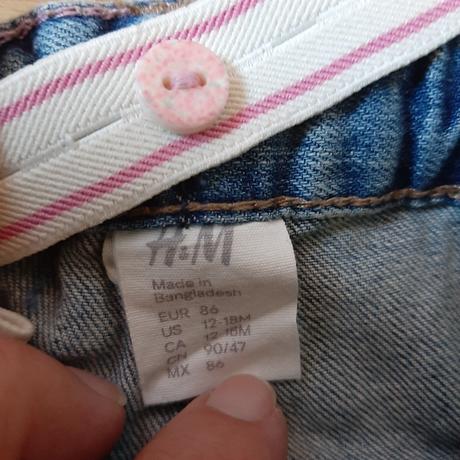 H&M
Made in
Bangladesh
EUR 86
US 12-18M
CA 12-18M
CN 90/47
MX 86